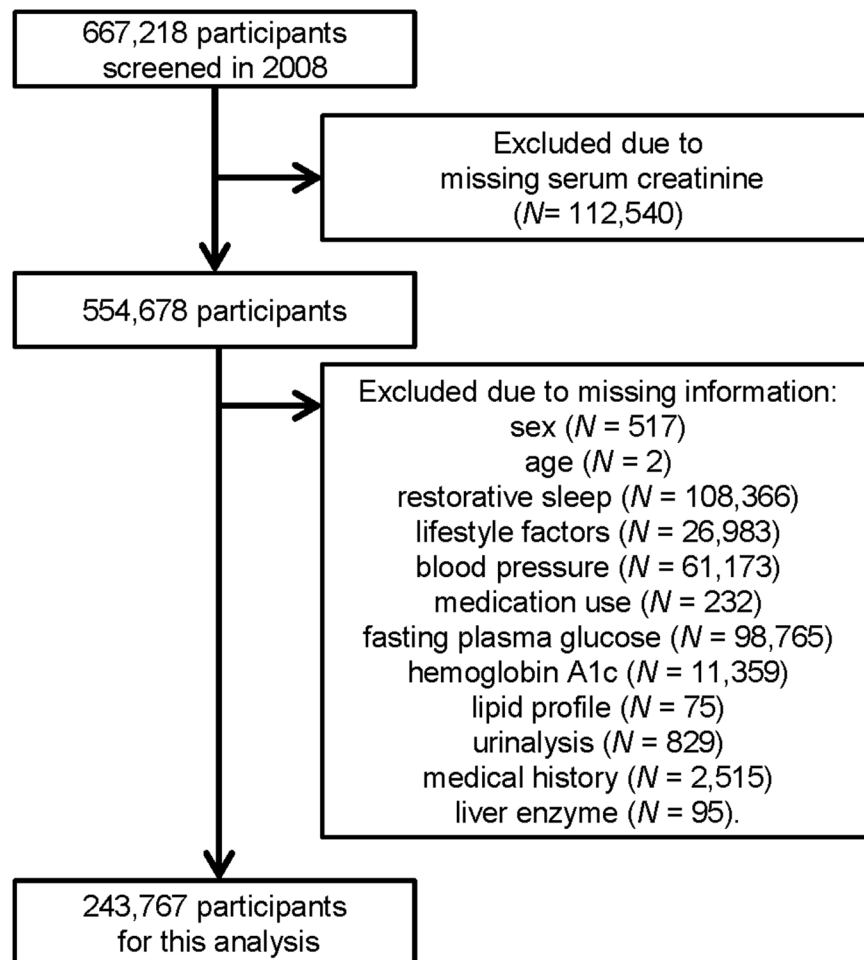 667,218 participants
screened in 2008
Excluded due to
missing serum creatinine
(N= 112,540)
554,678 participants
Excluded due to missing information:
sex (N = 517)
age (N = 2)
restorative sleep (N = 108,366)
lifestyle factors (N = 26,983)
blood pressure (N = 61,173)
medication use (N = 232)
fasting plasma glucose (N = 98,765)
hemoglobin A1c (N = 11,359)
lipid profile (N = 75)
urinalysis (N = 829)
medical history (N = 2,515)
liver enzyme (N = 95).
243,767 participants
for this analysis